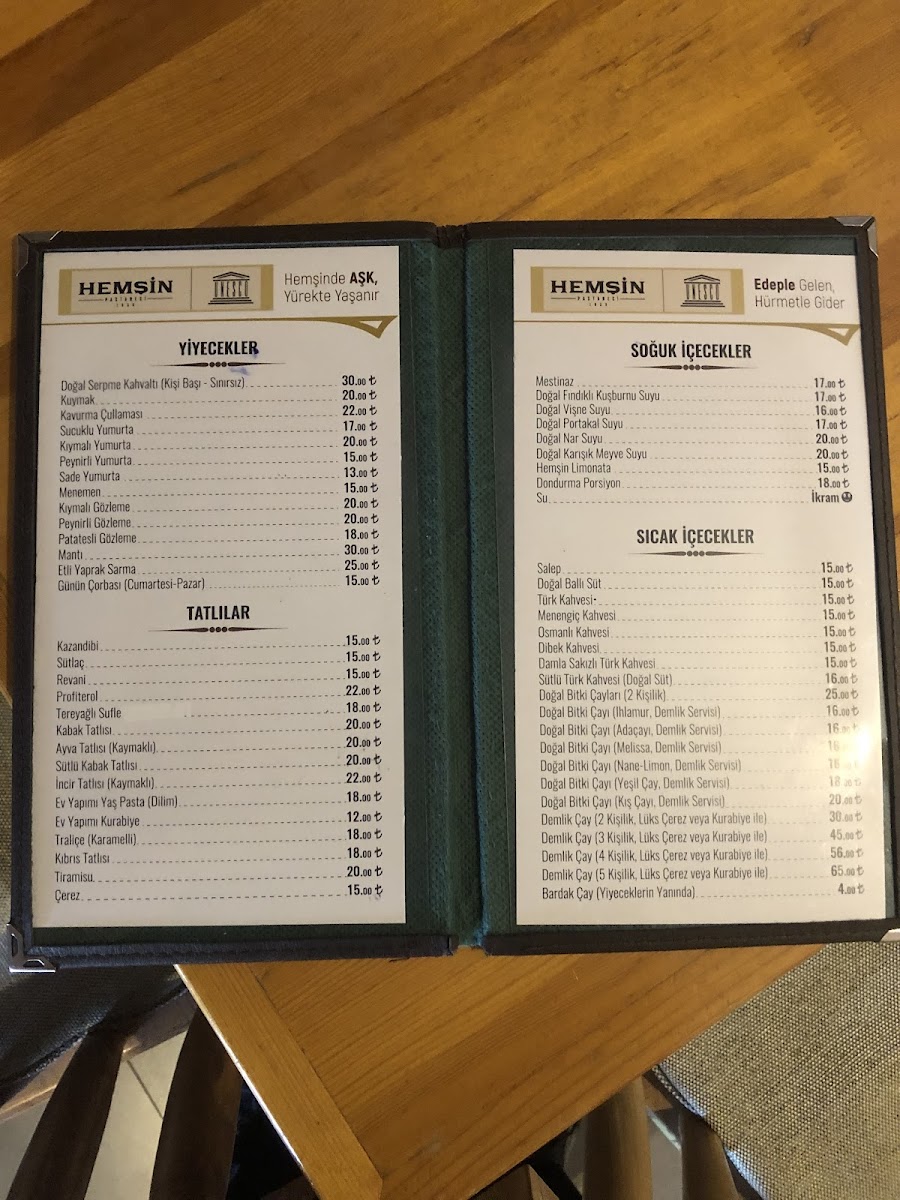 HEMŞİN
PASTANESİ
UNESCO
Hemşinde AŞK,
Yürekte Yaşanır
YİYECEKLER
Doğal Serpme Kahvaltı (Kişi Başı - Sınırsız) 30.00 ₺
Kuymak 20.00 ₺
Kavurma Çullaması 22.00 ₺
Sucuklu Yumurta 17.00 ₺
Kıymalı Yumurta 20.00 ₺
Peynirli Yumurta 15.00 ₺
Sade Yumurta 13.00 ₺
Menemen 15.00 ₺
Kıymalı Gözleme 20.00 ₺
Peynirli Gözleme 20.00 ₺
Patatesli Gözleme 18.00 ₺
Mantı 30.00 ₺
Etli Yaprak Sarma 25.00 ₺
Günün Çorbası (Cumartesi-Pazar) 15.00 ₺
TATLILAR
Kazandibi 15.00 ₺
Sütlaç 15.00 ₺
Revani 15.00 ₺
Profiterol 22.00 ₺
Tereyağlı Sufle 18.00 ₺
Kabak Tatlısı 20.00 ₺
Ayva Tatlısı (Kaymaklı) 20.00 ₺
Sütlü Kabak Tatlısı 20.00 ₺
İncir Tatlısı (Kaymaklı) 22.00 ₺
Ev Yapımı Yaş Pasta (Dilim) 18.00 ₺
Ev Yapımı Kurabiye 12.00 ₺
Traliçe (Karamelli) 18.00 ₺
Kıbrıs Tatlısı 18.00 ₺
Tiramisu 20.00 ₺
Çerez 15.00 ₺
HEMŞİN
PASTANESİ
UNESCO
Edeple Gelen,
Hürmetle Gider
SOĞUK İÇECEKLER
Mestinaz 17.00 ₺
Doğal Fındıklı Kuşburnu Suyu 17.00 ₺
Doğal Vişne Suyu 16.00 ₺
Doğal Portakal Suyu 17.00 ₺
Doğal Nar Suyu 20.00 ₺
Doğal Karışık Meyve Suyu 20.00 ₺
Hemşin Limonata 15.00 ₺
Dondurma Porsiyon 18.00 ₺
Su İkram
SICAK İÇECEKLER
Salep 15.00 ₺
Doğal Ballı Süt 15.00 ₺
Türk Kahvesi 15.00 ₺
Menengiç Kahvesi 15.00 ₺
Osmanlı Kahvesi 15.00 ₺
Dibek Kahvesi 15.00 ₺
Damla Sakızlı Türk Kahvesi 15.00 ₺
Sütlü Türk Kahvesi (Doğal Süt) 16.00 ₺
Doğal Bitki Çayları (2 Kişilik) 25.00 ₺
Doğal Bitki Çayı (Ihlamur, Demlik Servisi) 16.00 ₺
Doğal Bitki Çayı (Adaçayı, Demlik Servisi)
Doğal Bitki Çayı (Melissa, Demlik Servisi)
Doğal Bitki Çayı (Nane-Limon, Demlik Servisi)
Doğal Bitki Çayı (Yeşil Çay, Demlik Servisi)
Doğal Bitki Çayı (Kış Çayı, Demlik Servisi) 20.00 ₺
Demlik Çay (2 Kişilik, Lüks Çerez veya Kurabiye ile) 30.00 ₺
Demlik Çay (3 Kişilik, Lüks Çerez veya Kurabiye ile) 45.00 ₺
Demlik Çay (4 Kişilik, Lüks Çerez veya Kurabiye ile) 56.00 ₺
Demlik Çay (5 Kişilik, Lüks Çerez veya Kurabiye ile) 65.00 ₺
Bardak Çay (Yiyeceklerin Yanında) 4.00 ₺